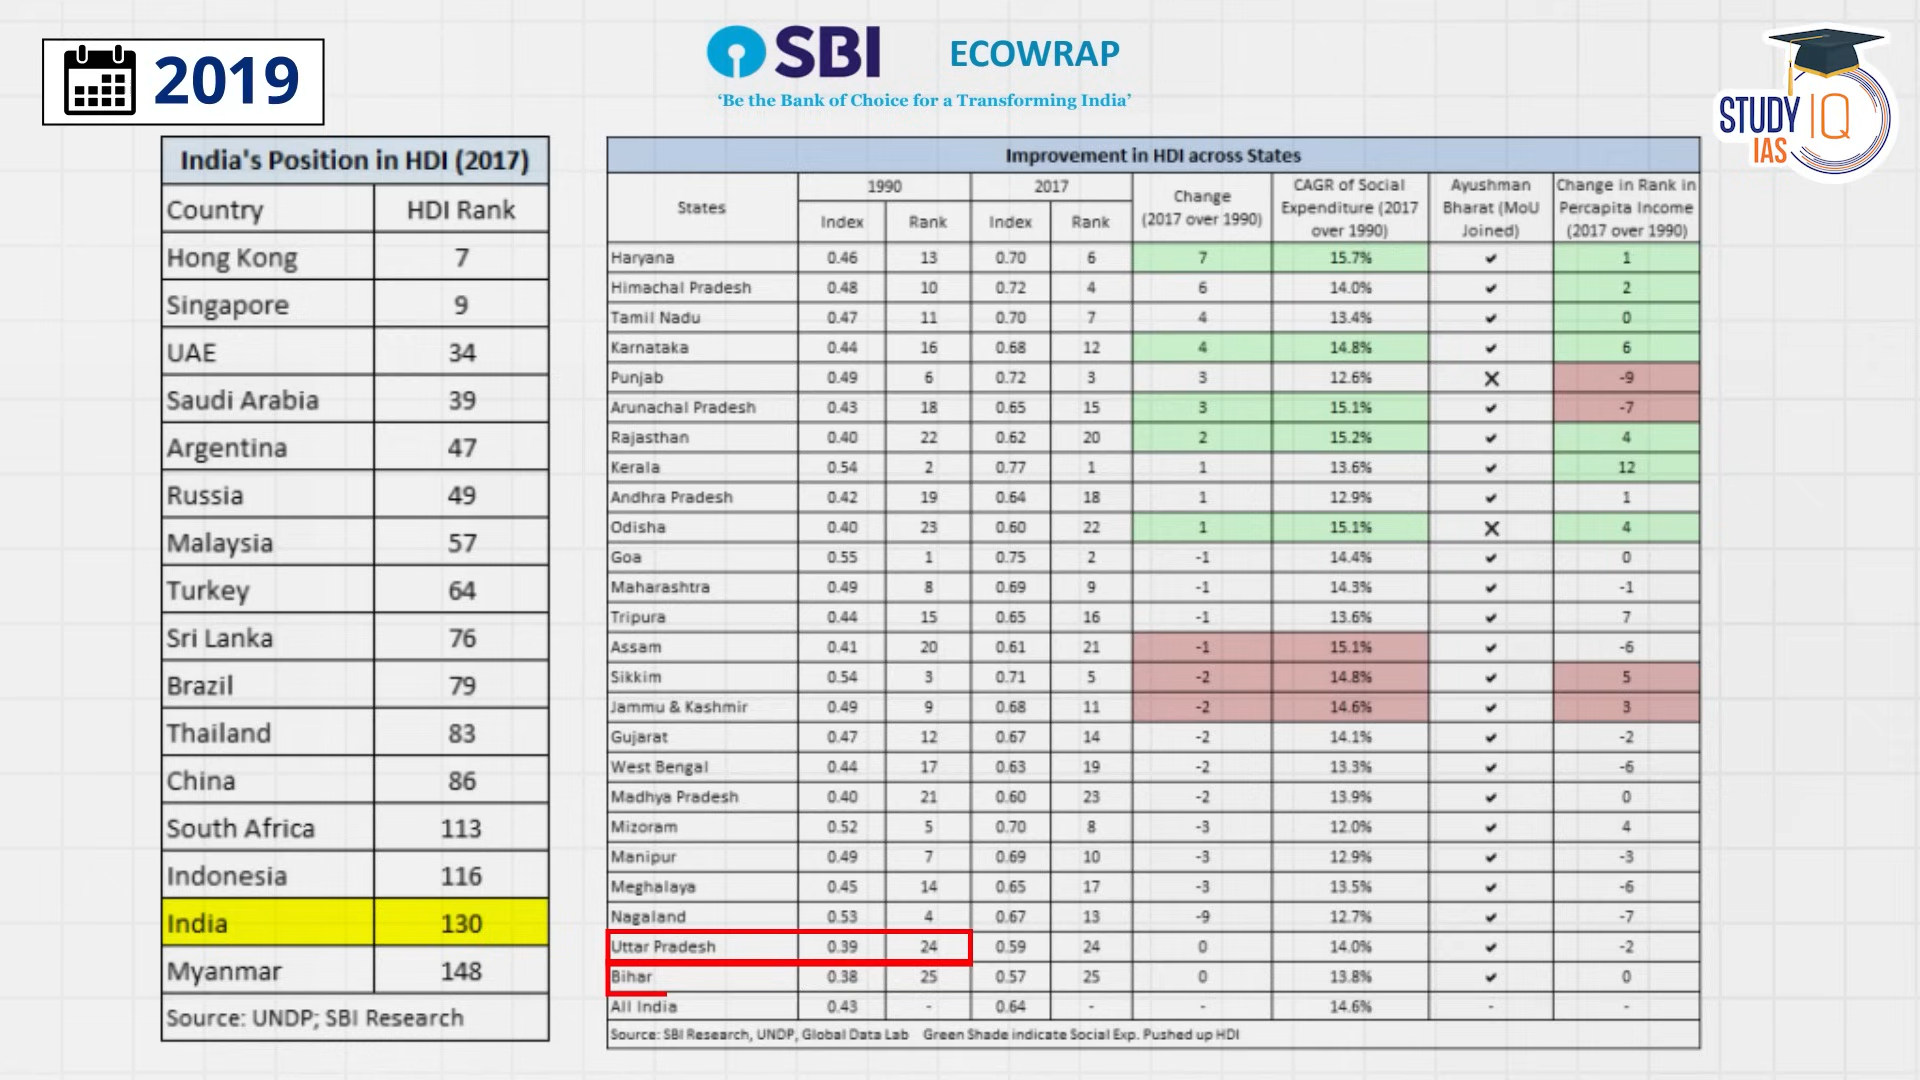 2019
SBI ECOWRAP
‘Be the Bank of Choice for a Transforming India’
STUDY IQ
IAS
India's Position in HDI (2017)
Country HDI Rank
Hong Kong 7
Singapore 9
UAE 34
Saudi Arabia 39
Argentina 47
Russia 49
Malaysia 57
Turkey 64
Sri Lanka 76
Brazil 79
Thailand 83
China 86
South Africa 113
Indonesia 116
India 130
Myanmar 148
Source: UNDP; SBI Research
Improvement in HDI across States
States 1990 2017 Change (2017 over 1990) CAGR of Social Expenditure (2017 over 1990) Ayushman Bharat (MoU Joined) Change in Rank in Percapita Income (2017 over 1990)
Index Rank Index Rank
Haryana 0.46 13 0.70 6 7 15.7% ✔ 1
Himachal Pradesh 0.48 10 0.72 4 6 14.0% ✔ 2
Tamil Nadu 0.47 11 0.70 7 4 13.4% ✔ 0
Karnataka 0.44 16 0.68 12 4 14.8% ✔ 6
Punjab 0.49 6 0.72 3 3 12.6% ✕ -9
Arunachal Pradesh 0.43 18 0.65 15 3 15.1% ✔ -7
Rajasthan 0.40 22 0.62 20 2 15.2% ✔ 4
Kerala 0.54 2 0.77 1 1 13.6% ✔ 12
Andhra Pradesh 0.42 19 0.64 18 1 12.9% ✔ 1
Odisha 0.40 23 0.60 22 1 15.1% ✕ 4
Goa 0.55 1 0.75 2 -1 14.4% ✔ 0
Maharashtra 0.49 8 0.69 9 -1 14.3% ✔ -1
Tripura 0.44 15 0.65 16 -1 13.6% ✔ 7
Assam 0.41 20 0.61 21 -1 15.1% ✔ -6
Sikkim 0.54 3 0.71 5 -2 14.8% ✔ 5
Jammu & Kashmir 0.49 9 0.68 11 -2 14.6% ✔ 3
Gujarat 0.47 12 0.67 14 -2 14.1% ✔ -2
West Bengal 0.44 17 0.63 19 -2 13.3% ✔ -6
Madhya Pradesh 0.40 21 0.60 23 -2 13.9% ✔ 0
Mizoram 0.52 5 0.70 8 -3 12.0% ✔ 4
Manipur 0.49 7 0.69 10 -3 12.9% ✔ -3
Meghalaya 0.45 14 0.65 17 -3 13.5% ✔ -6
Nagaland 0.53 4 0.67 13 -9 12.7% ✔ -7
Uttar Pradesh 0.39 24 0.59 24 0 14.0% ✔ -2
Bihar 0.38 25 0.57 25 0 13.8% ✔ 0
All India 0.43 - 0.64 - - 14.6% - -
Source: SBI Research, UNDP, Global Data Lab Green Shade indicate Social Exp. Pushed up HDI